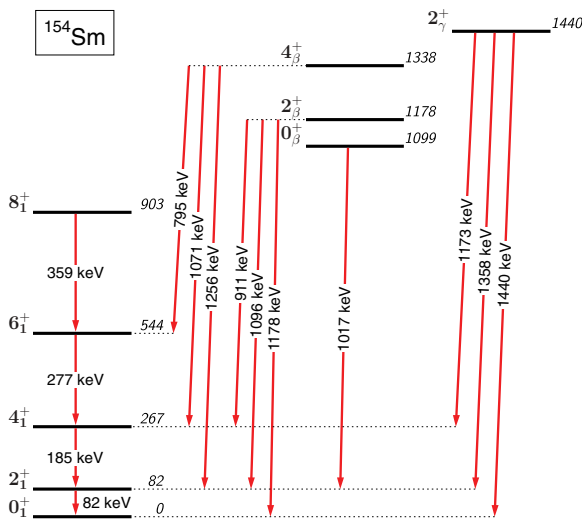 ¹⁵⁴Sm
2⁺γ 1440
4⁺β 1338
2⁺β 1178
0⁺β 1099
8⁺₁ 903
795 keV
1071 keV
1256 keV
911 keV
1096 keV
1178 keV
1017 keV
1173 keV
1358 keV
1440 keV
359 keV
6⁺₁ 544
277 keV
4⁺₁ 267
185 keV
2⁺₁ 82
82 keV
0⁺₁ 0